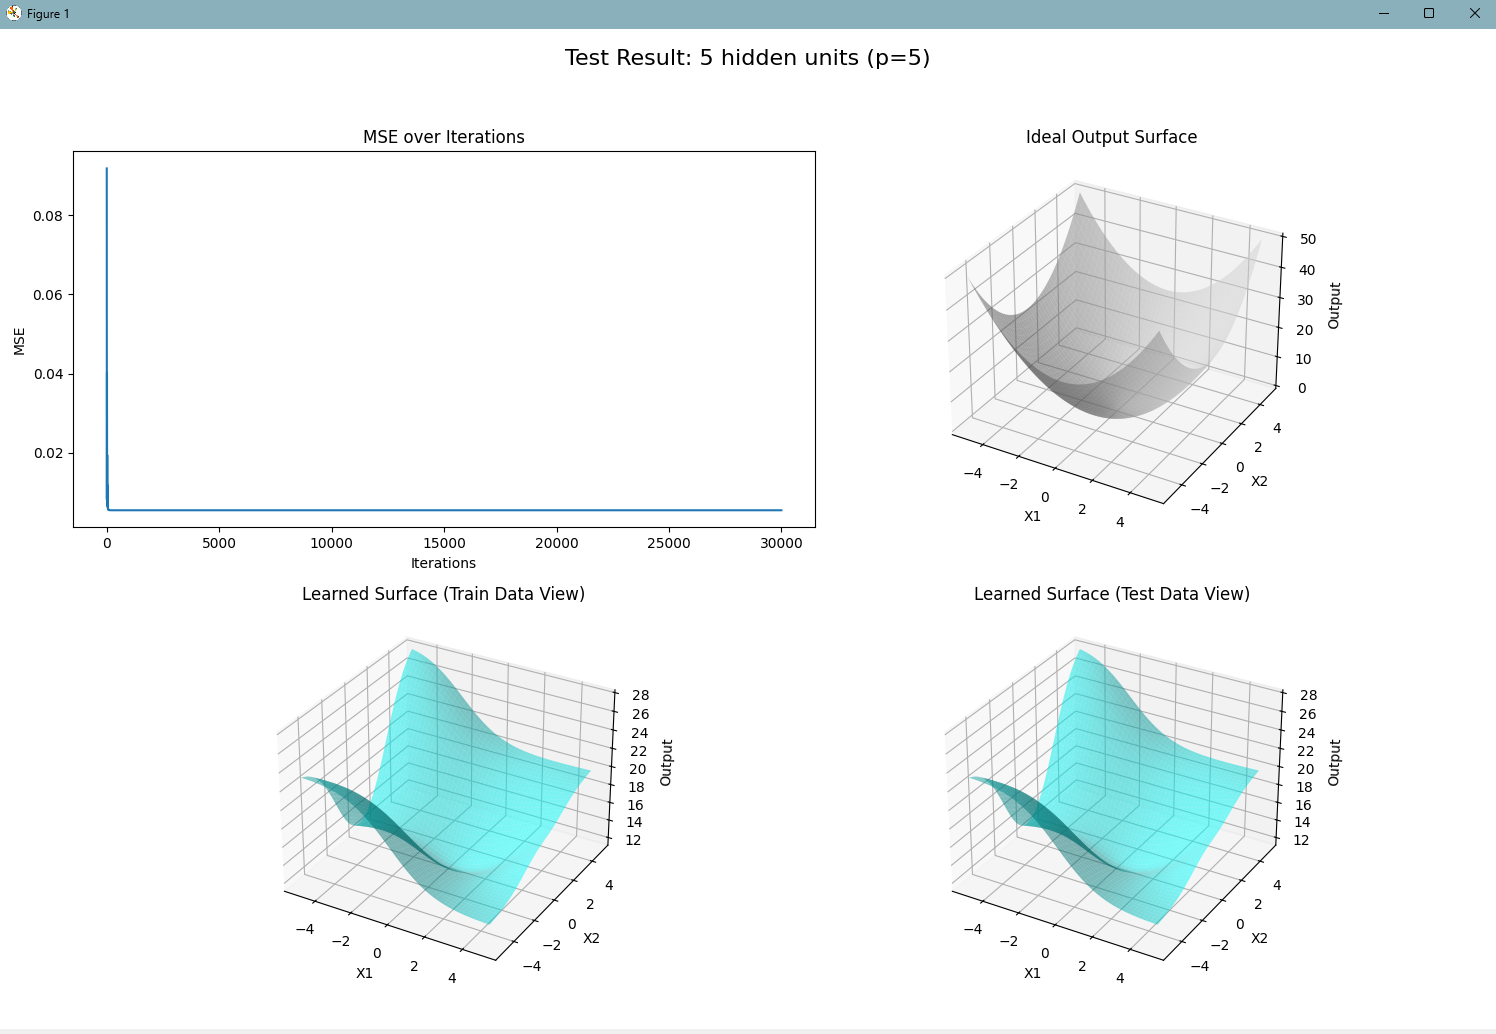 Figure 1
Test Result: 5 hidden units (p=5)
MSE over Iterations
0.08
0.06
0.04
0.02
MSE
0 5000 10000 15000 20000 25000 30000
Iterations
Ideal Output Surface
50
40
30
20
10
0
Output
−4 −2 0 2 4
X1
−4 −2 0 2 4
X2
Learned Surface (Train Data View)
28
26
24
22
20
18
16
14
12
Output
−4 −2 0 2 4
X1
−4 −2 0 2 4
X2
Learned Surface (Test Data View)
28
26
24
22
20
18
16
14
12
Output
−4 −2 0 2 4
X1
−4 −2 0 2 4
X2